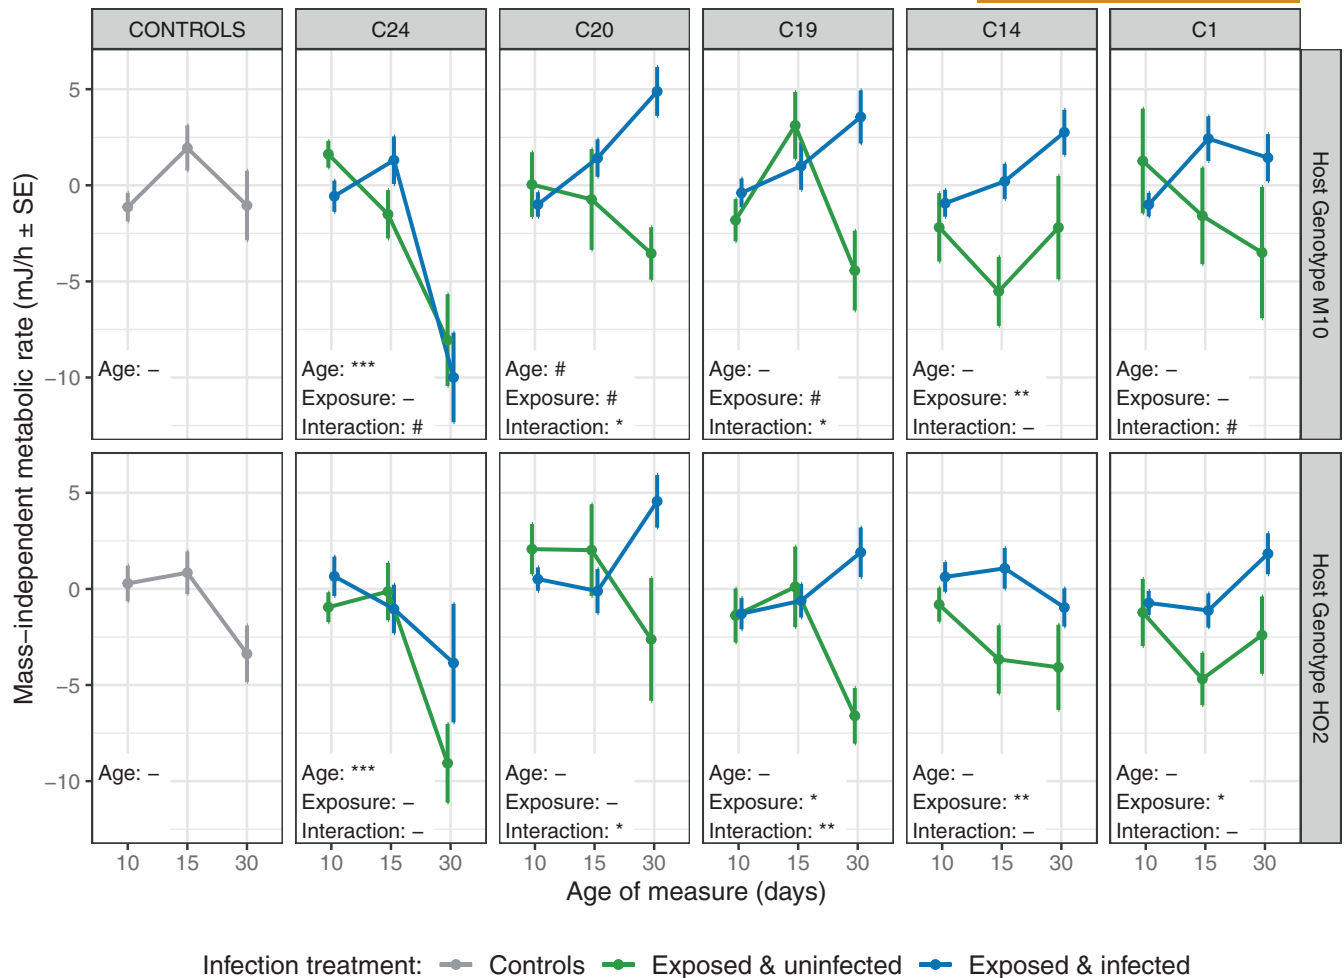 CONTROLS C24 C20 C19 C14 C1
Mass−independent metabolic rate (mJ/h ± SE)
5
0
−5
−10
Age: −
Age: ***
Exposure: −
Interaction: #
Age: #
Exposure: #
Interaction: *
Age: −
Exposure: #
Interaction: *
Age: −
Exposure: **
Interaction: −
Age: −
Exposure: −
Interaction: #
Host Genotype M10
5
0
−5
−10
Age: −
Age: ***
Exposure: −
Interaction: −
Age: −
Exposure: −
Interaction: *
Age: −
Exposure: *
Interaction: **
Age: −
Exposure: **
Interaction: −
Age: −
Exposure: *
Interaction: −
Host Genotype HO2
10 15 30 10 15 30 10 15 30 10 15 30 10 15 30 10 15 30
Age of measure (days)
Infection treatment: Controls Exposed & uninfected Exposed & infected